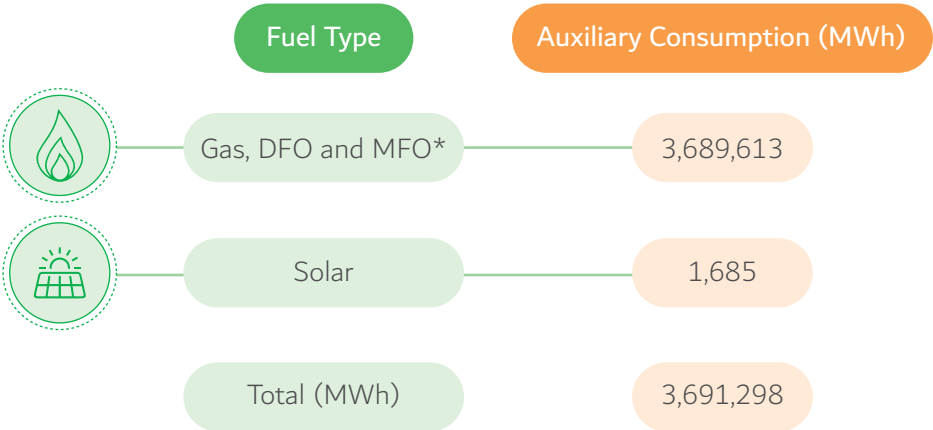 Fuel Type Auxiliary Consumption (MWh)
Gas, DFO and MFO* 3,689,613
Solar 1,685
Total (MWh) 3,691,298